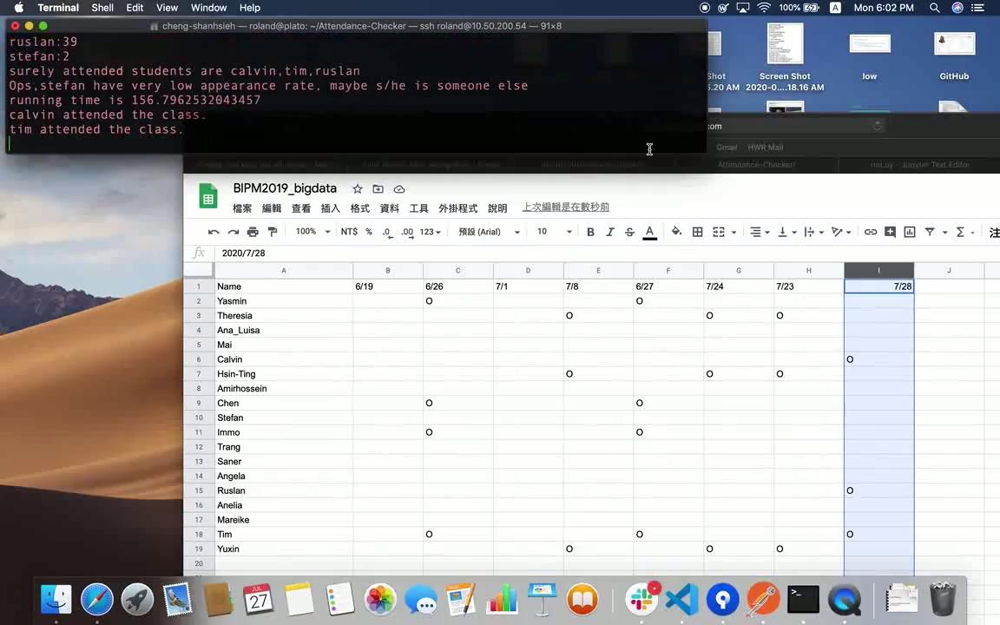 Terminal Shell Edit View Window Help 100% A Mon 6:02 PM
cheng-shanhsieh — roland@plato: ~/Attendance-Checker — ssh roland@10.50.200.54 — 91×8
ruslan:39
stefan:2
surely attended students are calvin,tim,ruslan
Ops,stefan have very low appearance rate, maybe s/he is someone else
running time is 156.7962532043457
calvin attended the class.
tim attended the class.
Shot
5.20 AM
Screen Shot
2020-0....18.16 AM
low
GitHub
com
Gmail HWR Mail
Attendance-Checker/
run.py - Jupyter Text Editor
BIPM2019_bigdata
檔案 編輯 查看 插入 格式 資料 工具 外掛程式 說明 上次編輯是在數秒前
100% NT$ % .0 .00 123 預設 (Arial) 10 B I S A Σ 注
fx 2020/7/28
A B C D E F G H I J
1 Name 6/19 6/26 7/1 7/8 6/27 7/24 7/23 7/28
2 Yasmin O O
3 Theresia O O O
4 Ana_Luisa
5 Mai
6 Calvin O
7 Hsin-Ting O O O
8 Amirhossein
9 Chen O O
10 Stefan
11 Immo O O
12 Trang
13 Saner
14 Angela
15 Ruslan O
16 Anelia
17 Mareike
18 Tim O O O
19 Yuxin O O O
20
JUL
27
>_